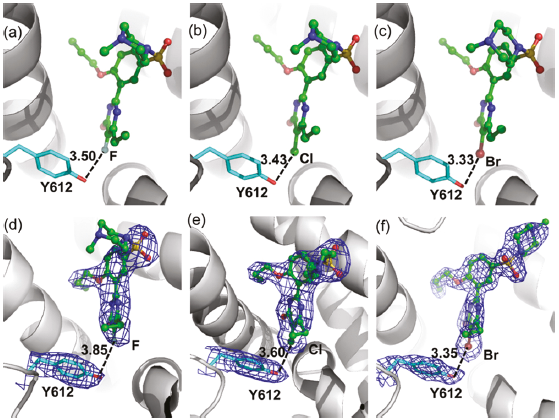 (a)
(b)
(c)
3.50
F
Y612
3.43
Cl
Y612
3.33
Br
Y612
(d)
(e)
(f)
3.85
F
Y612
3.60
Cl
Y612
3.35
Br
Y612